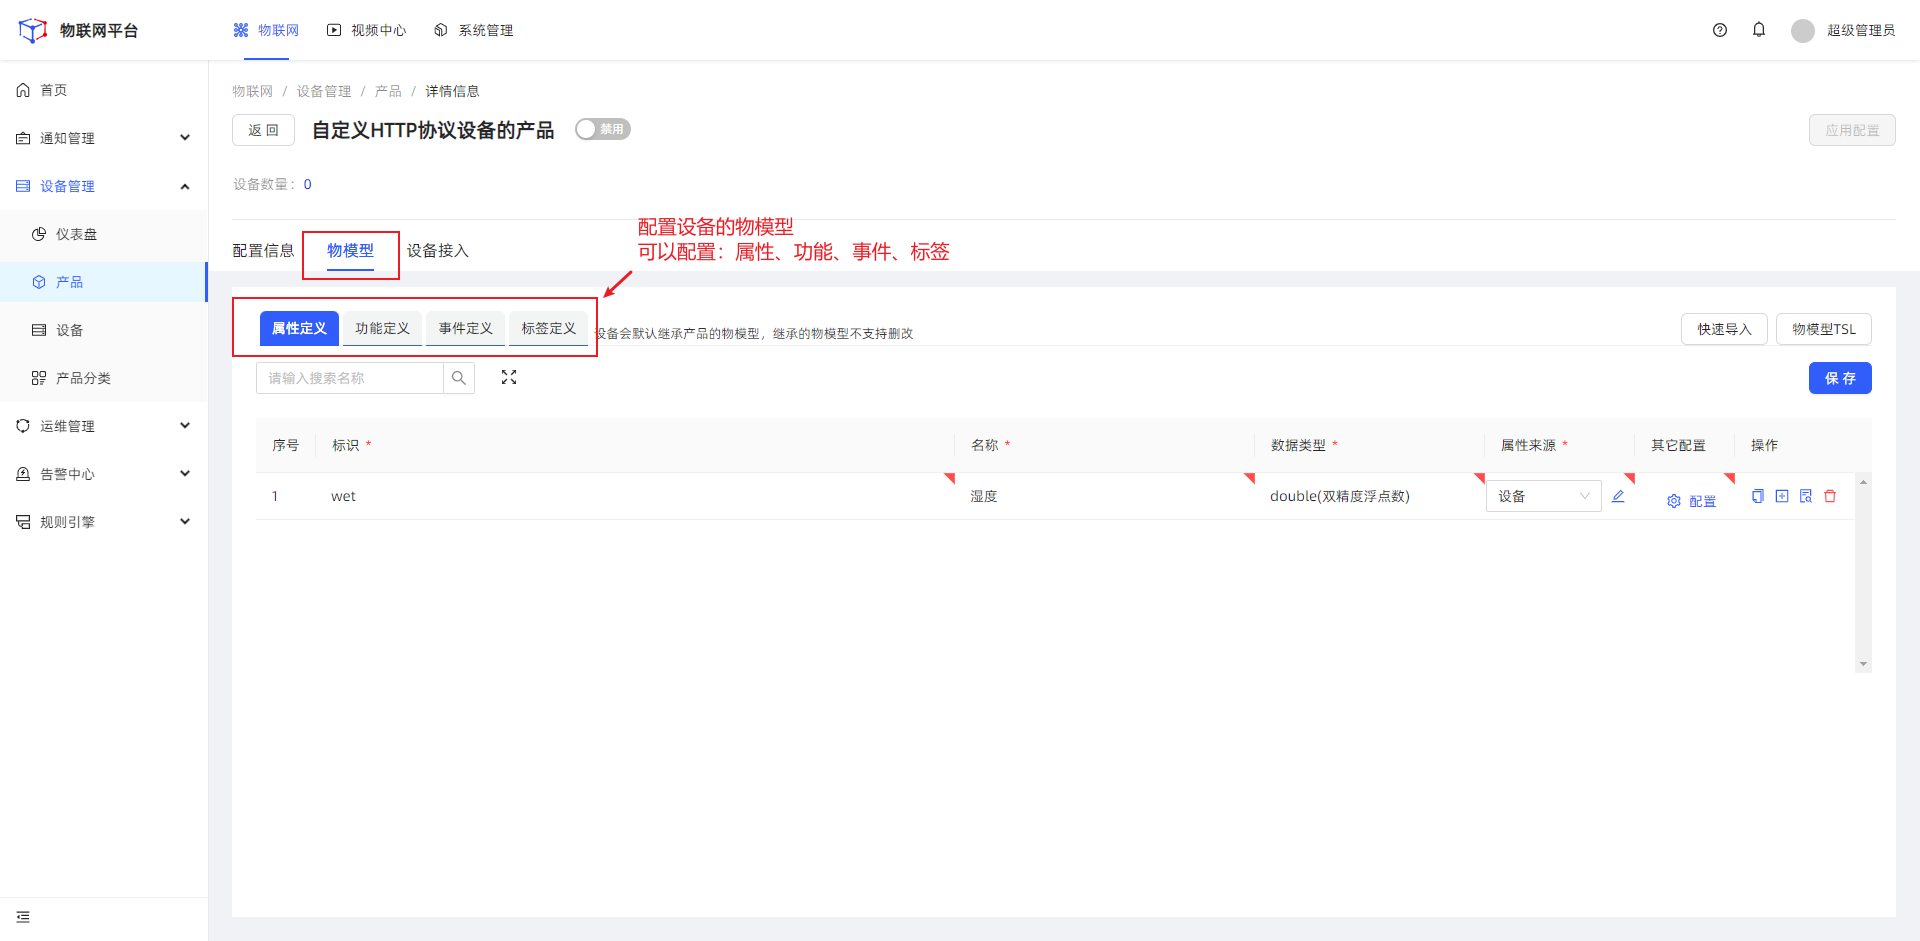 物联网平台
物联网
视频中心
系统管理
超级管理员
首页
通知管理
设备管理
仪表盘
产品
设备
产品分类
运维管理
告警中心
规则引擎
物联网 / 设备管理 / 产品 / 详情信息
返 回
自定义HTTP协议设备的产品
禁用
应用配置
设备数量: 0
配置信息
物模型
设备接入
配置设备的物模型
可以配置：属性、功能、事件、标签
属性定义
功能定义
事件定义
标签定义
设备会默认继承产品的物模型，继承的物模型不支持删改
快速导入
物模型TSL
请输入搜索名称
保 存
序号 标识 * 名称 * 数据类型 * 属性来源 * 其它配置 操作
1 wet 湿度 double(双精度浮点数) 设备 配置